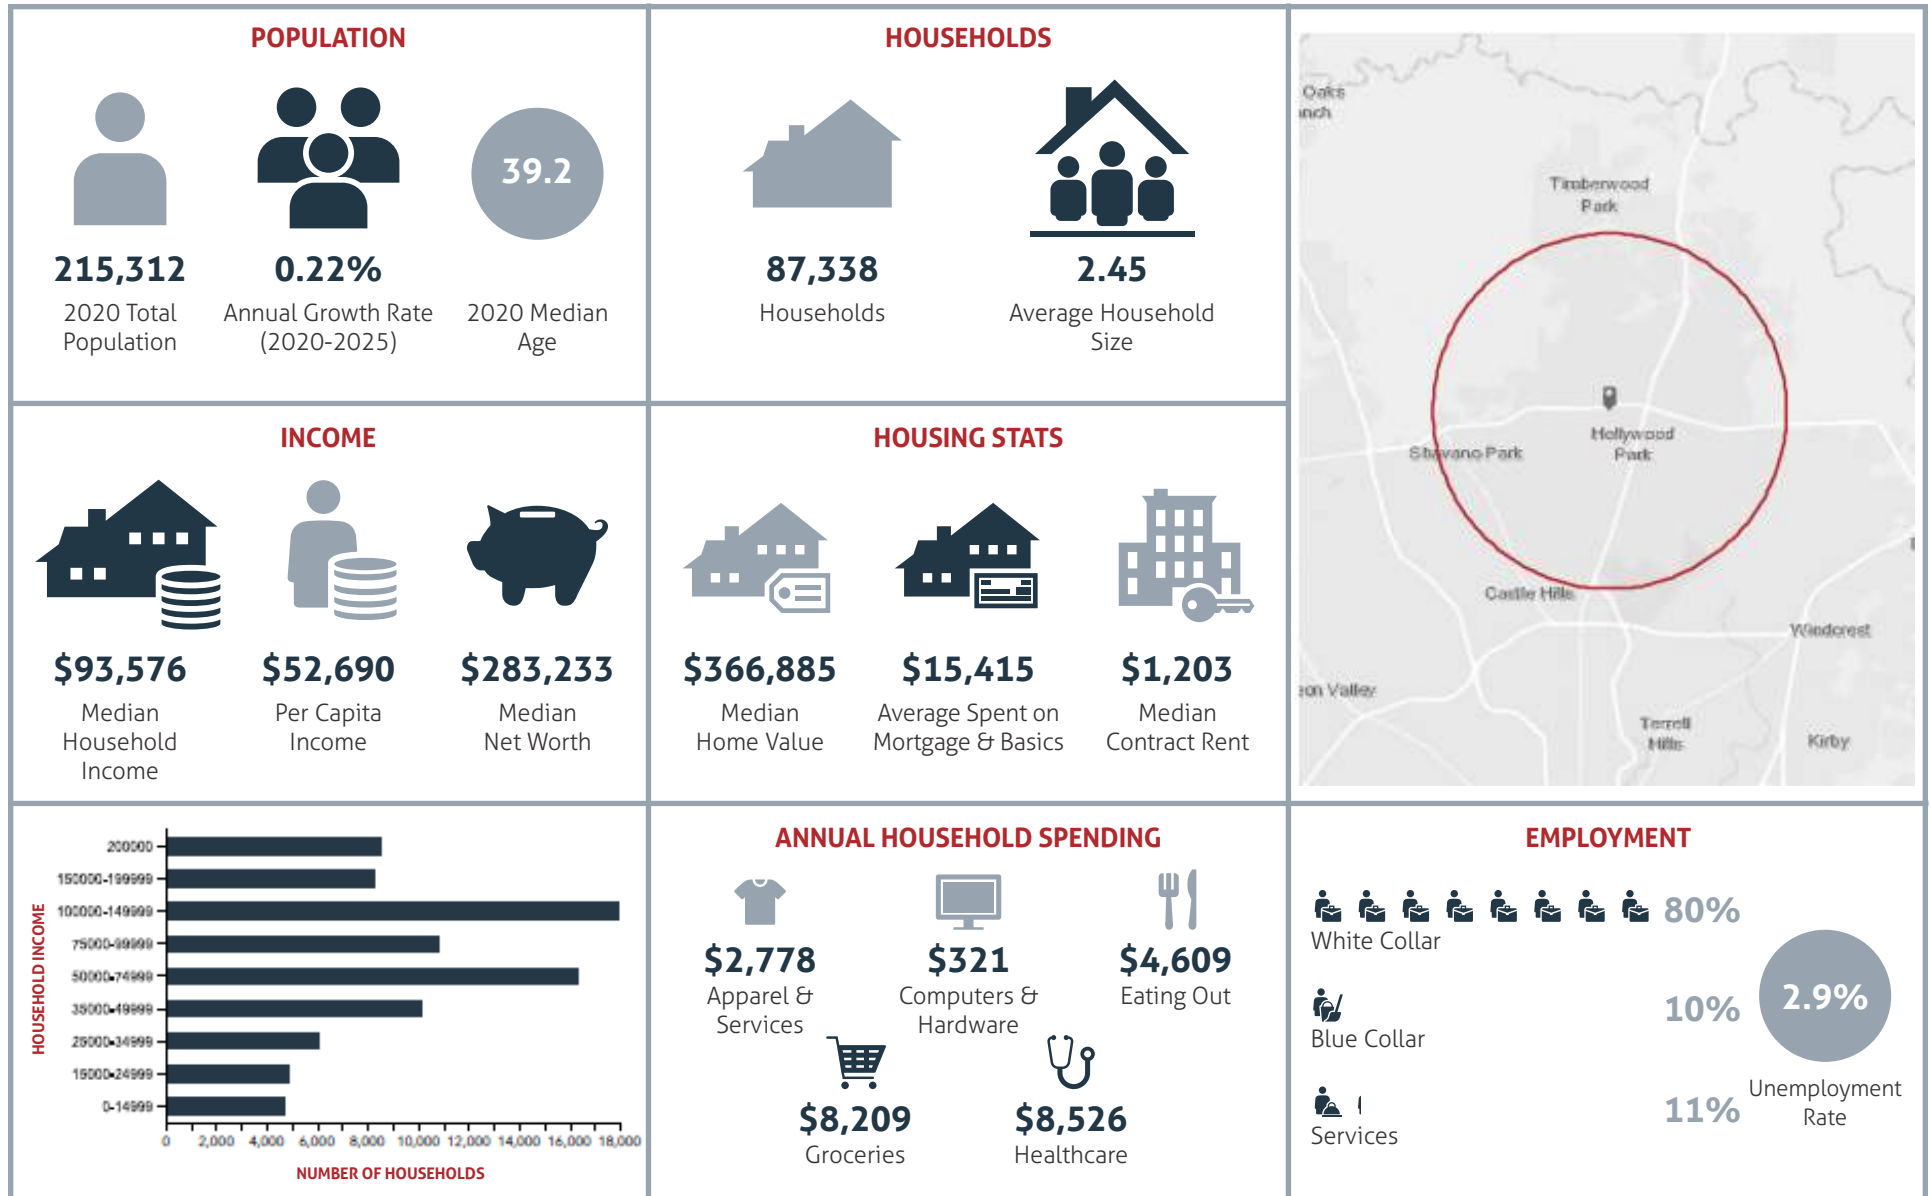 POPULATION
39.2
215,312
0.22%
2020 Total
Population
Annual Growth Rate
(2020-2025)
2020 Median
Age
HOUSEHOLDS
87,338
2.45
Households
Average Household
Size
Oaks
Timberwood
Park
Hollywood
Park
Shavano Park
Castle Hills
Windcrest
Valley
Terrell
Hills
Kirby
INCOME
$93,576
$52,690
$283,233
Median
Household
Income
Per Capita
Income
Median
Net Worth
HOUSING STATS
$366,885
$15,415
$1,203
Median
Home Value
Average Spent on
Mortgage & Basics
Median
Contract Rent
HOUSEHOLD INCOME
200000
150000-199999
100000-149999
75000-99999
50000-74999
35000-49999
25000-34999
15000-24999
0-14999
0 2,000 4,000 6,000 8,000 10,000 12,000 14,000 16,000 18,000
NUMBER OF HOUSEHOLDS
ANNUAL HOUSEHOLD SPENDING
$2,778
Apparel &
Services
$321
Computers &
Hardware
$4,609
Eating Out
$8,209
Groceries
$8,526
Healthcare
EMPLOYMENT
80%
White Collar
10%
Blue Collar
11%
Services
2.9%
Unemployment
Rate